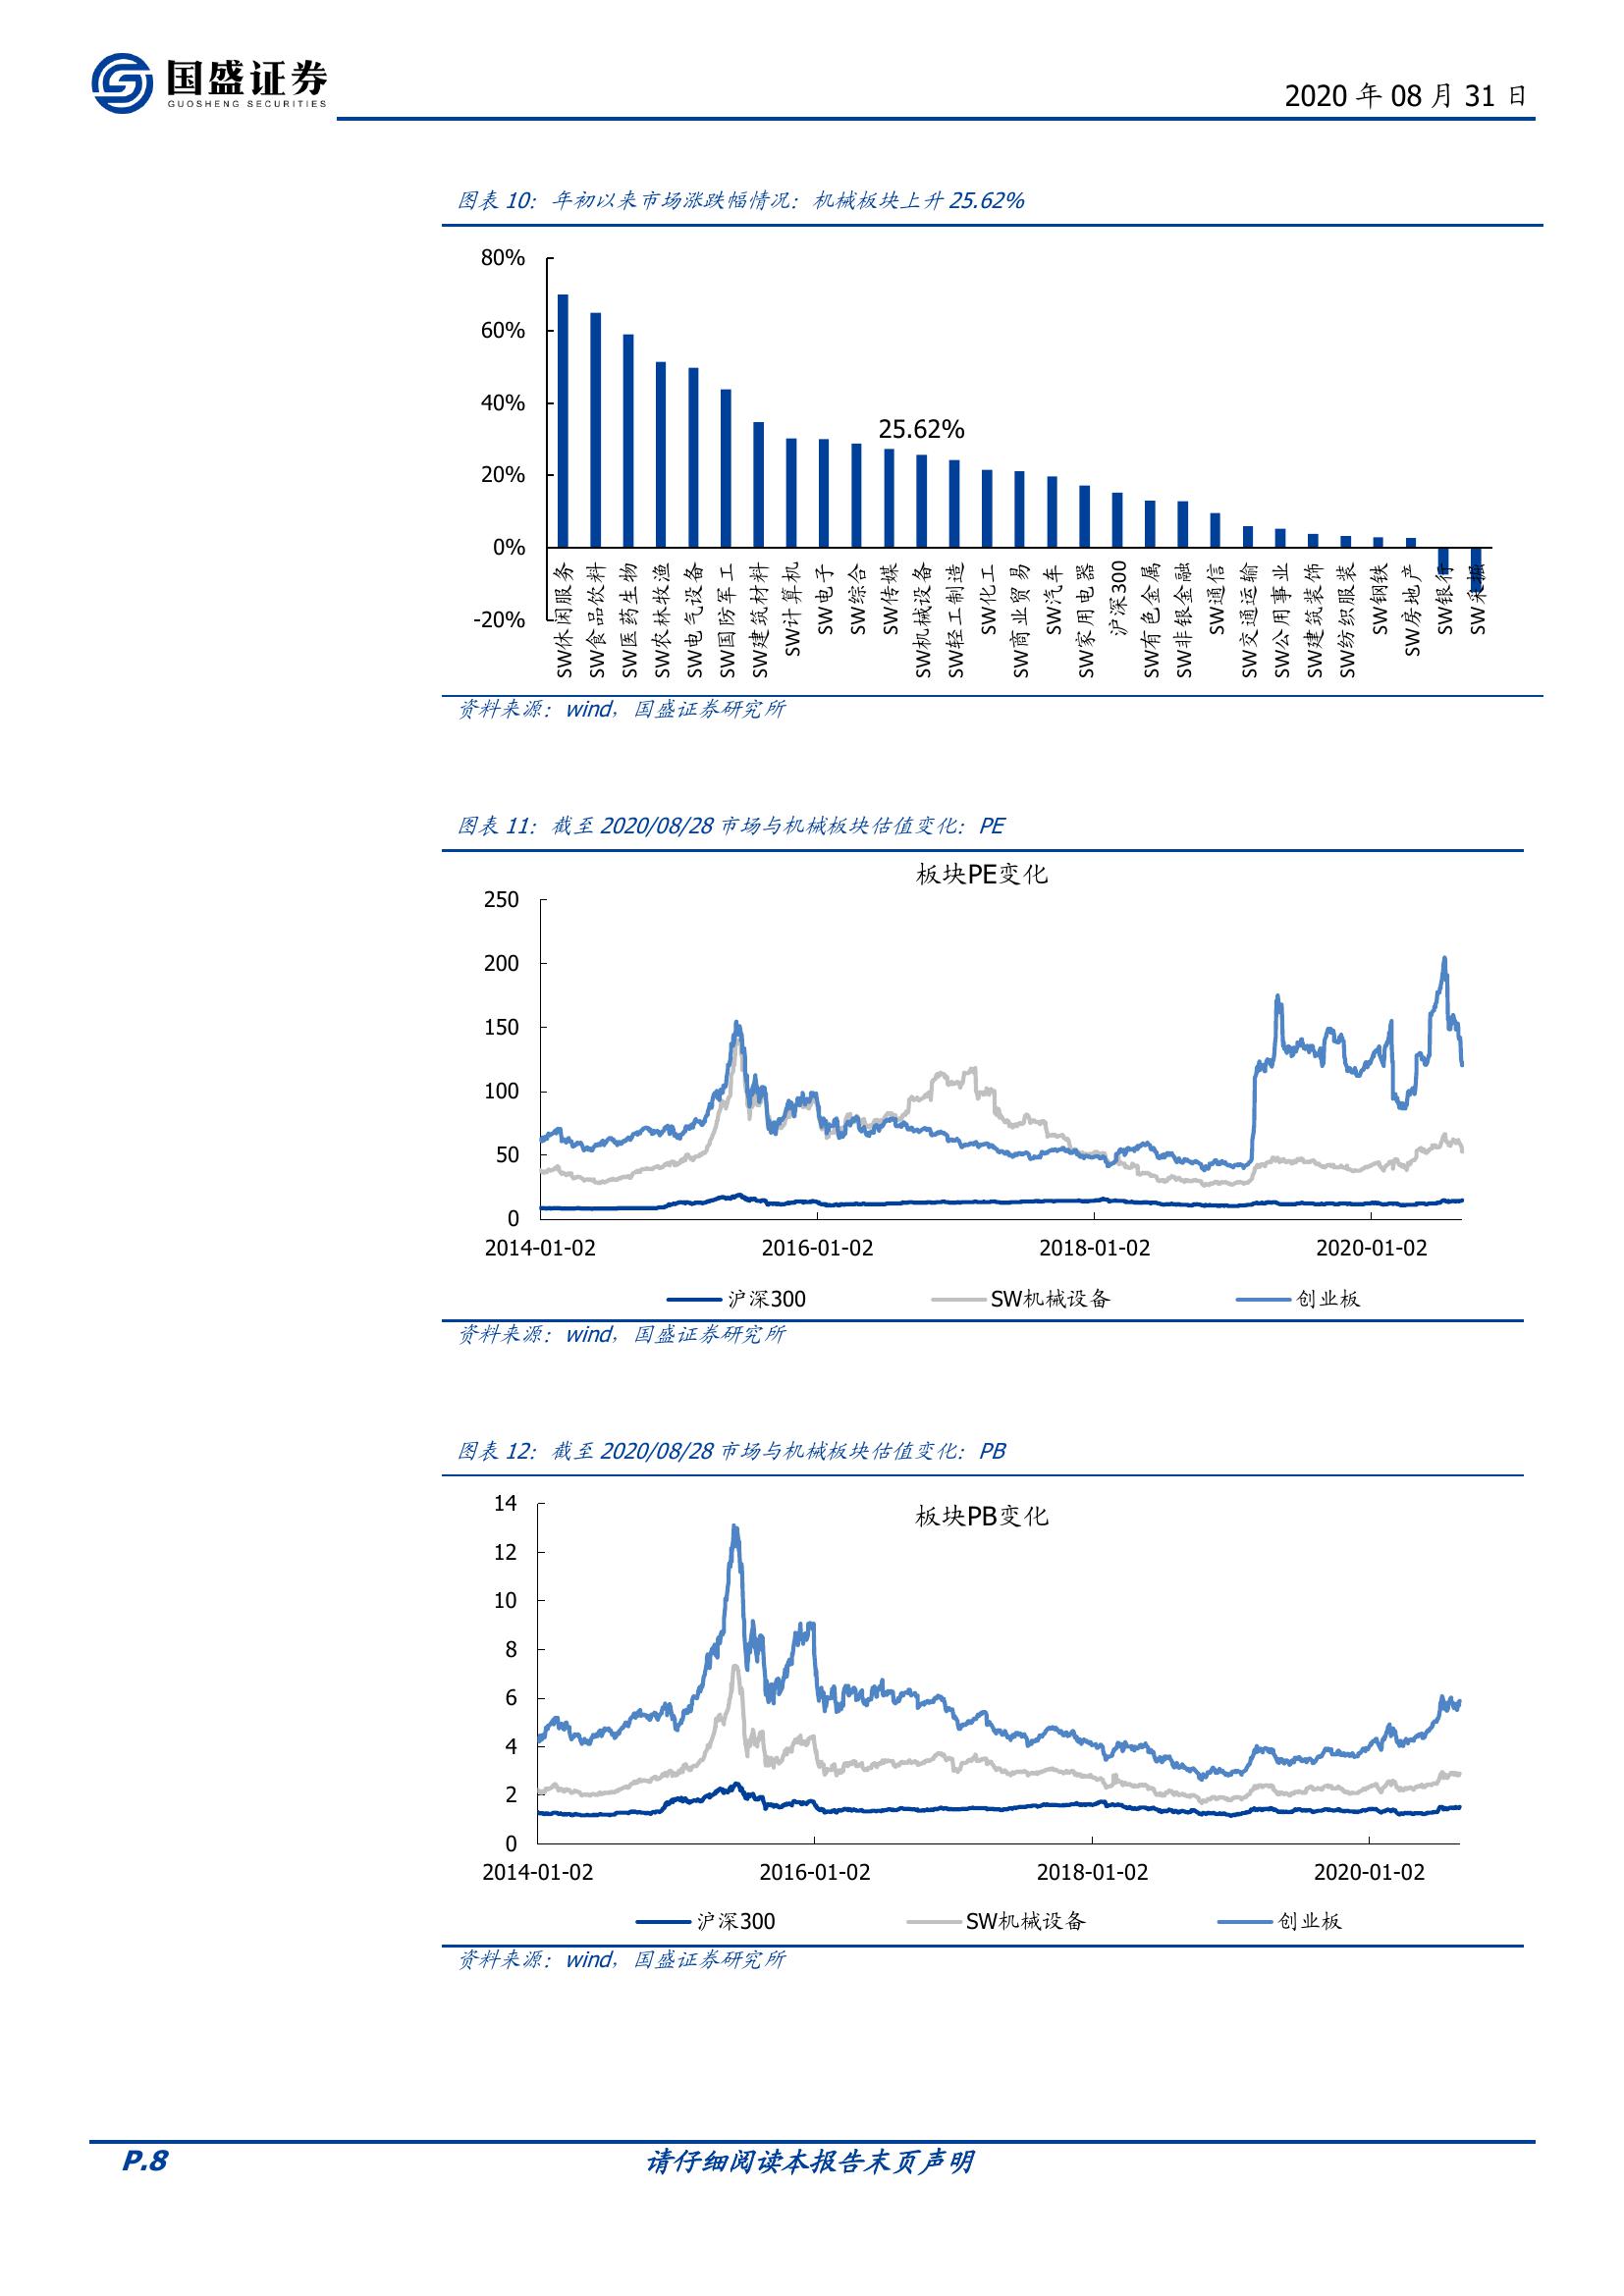 国盛证券
GUOSHENG SECURITIES
2020 年 08 月 31 日
图表 10：年初以来市场涨跌幅情况：机械板块上升 25.62%
80%
60%
40%
20%
0%
-20%
25.62%
SW休闲服务
SW食品饮料
SW医药生物
SW农林牧渔
SW电气设备
SW国防军工
SW建筑材料
SW计算机
SW电子
SW综合
SW传媒
SW机械设备
SW轻工制造
SW化工
SW商业贸易
SW汽车
SW家用电器
沪深300
SW有色金属
SW非银金融
SW通信
SW交通运输
SW公用事业
SW建筑装饰
SW纺织服装
SW钢铁
SW房地产
SW银行
SW采掘
资料来源：wind，国盛证券研究所
图表 11：截至 2020/08/28 市场与机械板块估值变化：PE
板块PE变化
250
200
150
100
50
0
2014-01-02 2016-01-02 2018-01-02 2020-01-02
沪深300 SW机械设备 创业板
资料来源：wind，国盛证券研究所
图表 12：截至 2020/08/28 市场与机械板块估值变化：PB
板块PB变化
14
12
10
8
6
4
2
0
2014-01-02 2016-01-02 2018-01-02 2020-01-02
沪深300 SW机械设备 创业板
资料来源：wind，国盛证券研究所
P.8 请仔细阅读本报告末页声明